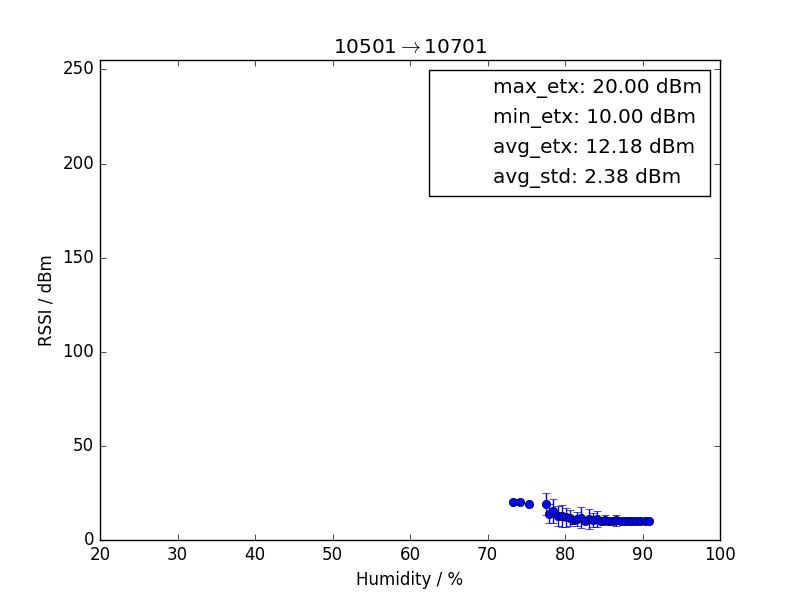 10501→10701
max_etx: 20.00 dBm
min_etx: 10.00 dBm
avg_etx: 12.18 dBm
avg_std: 2.38 dBm
250
200
150
100
50
0
RSSI / dBm
20 30 40 50 60 70 80 90 100
Humidity / %